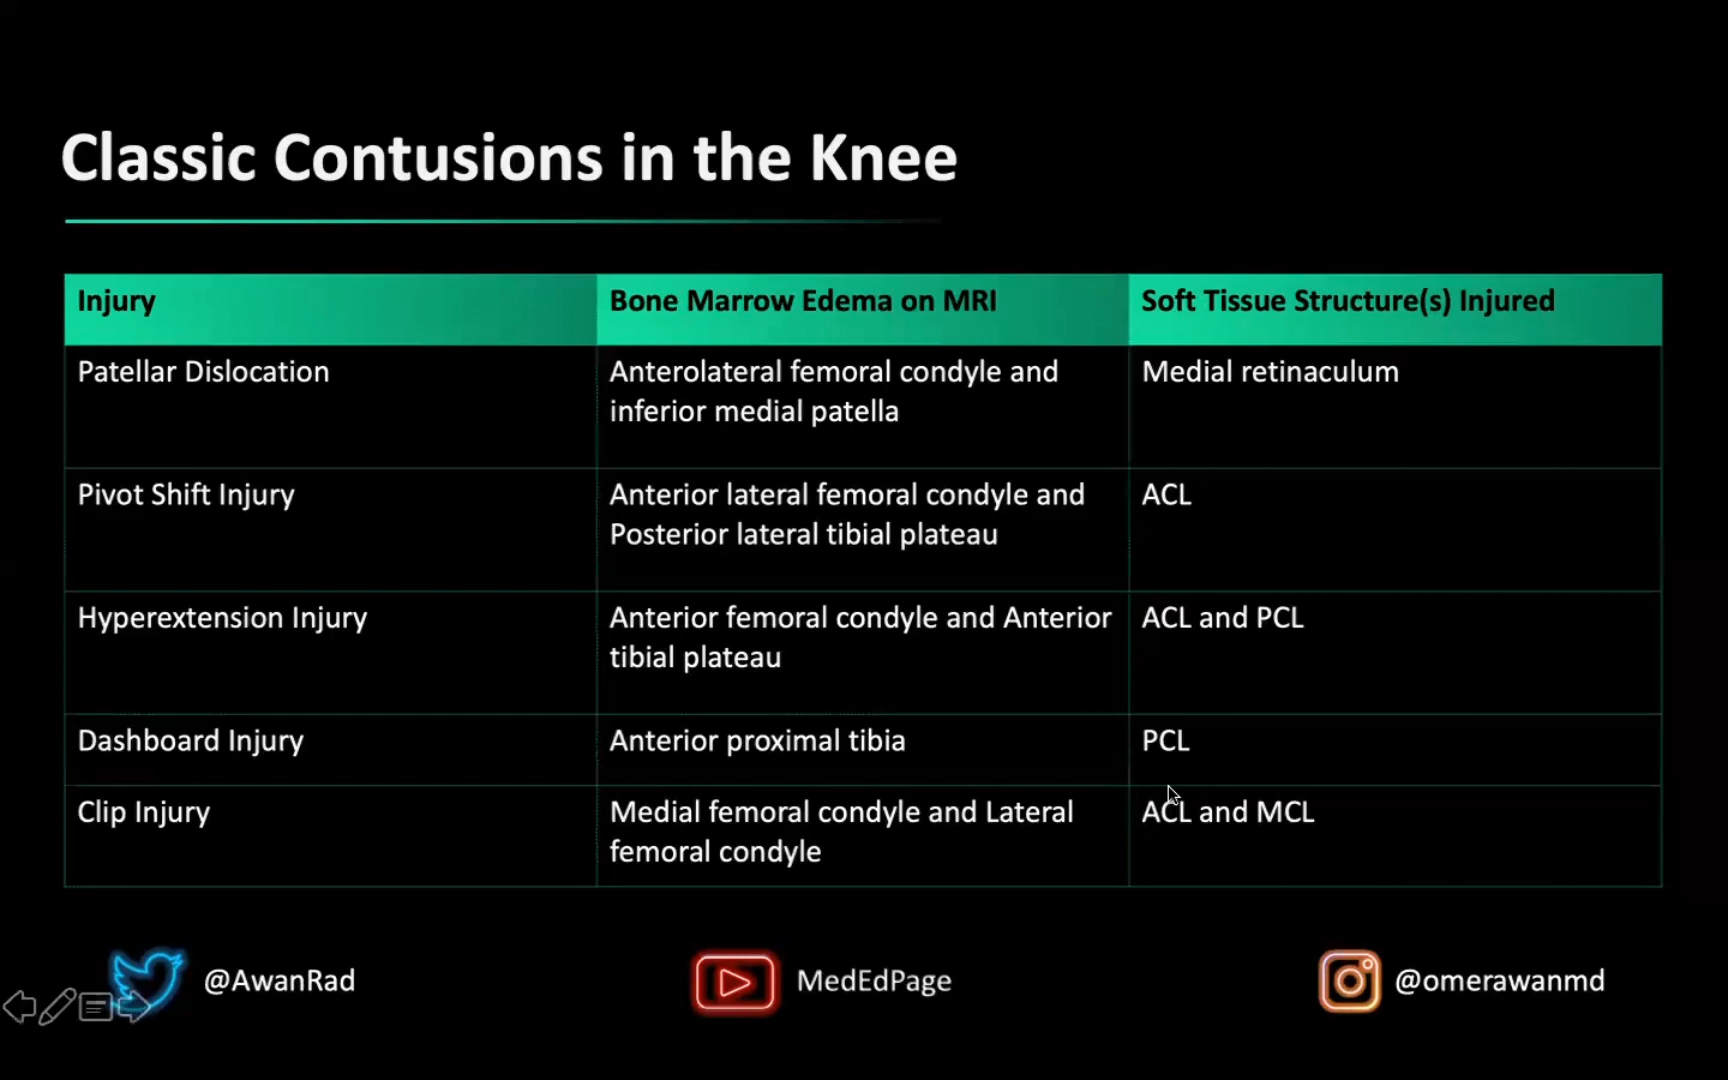 Classic Contusions in the Knee
Injury
Bone Marrow Edema on MRI
Soft Tissue Structure(s) Injured
Patellar Dislocation
Anterolateral femoral condyle and
inferior medial patella
Medial retinaculum
Pivot Shift Injury
Anterior lateral femoral condyle and
Posterior lateral tibial plateau
ACL
Hyperextension Injury
Anterior femoral condyle and Anterior
tibial plateau
ACL and PCL
Dashboard Injury
Anterior proximal tibia
PCL
Clip Injury
Medial femoral condyle and Lateral
femoral condyle
ACL and MCL
@AwanRad
MedEdPage
@omerawanmd